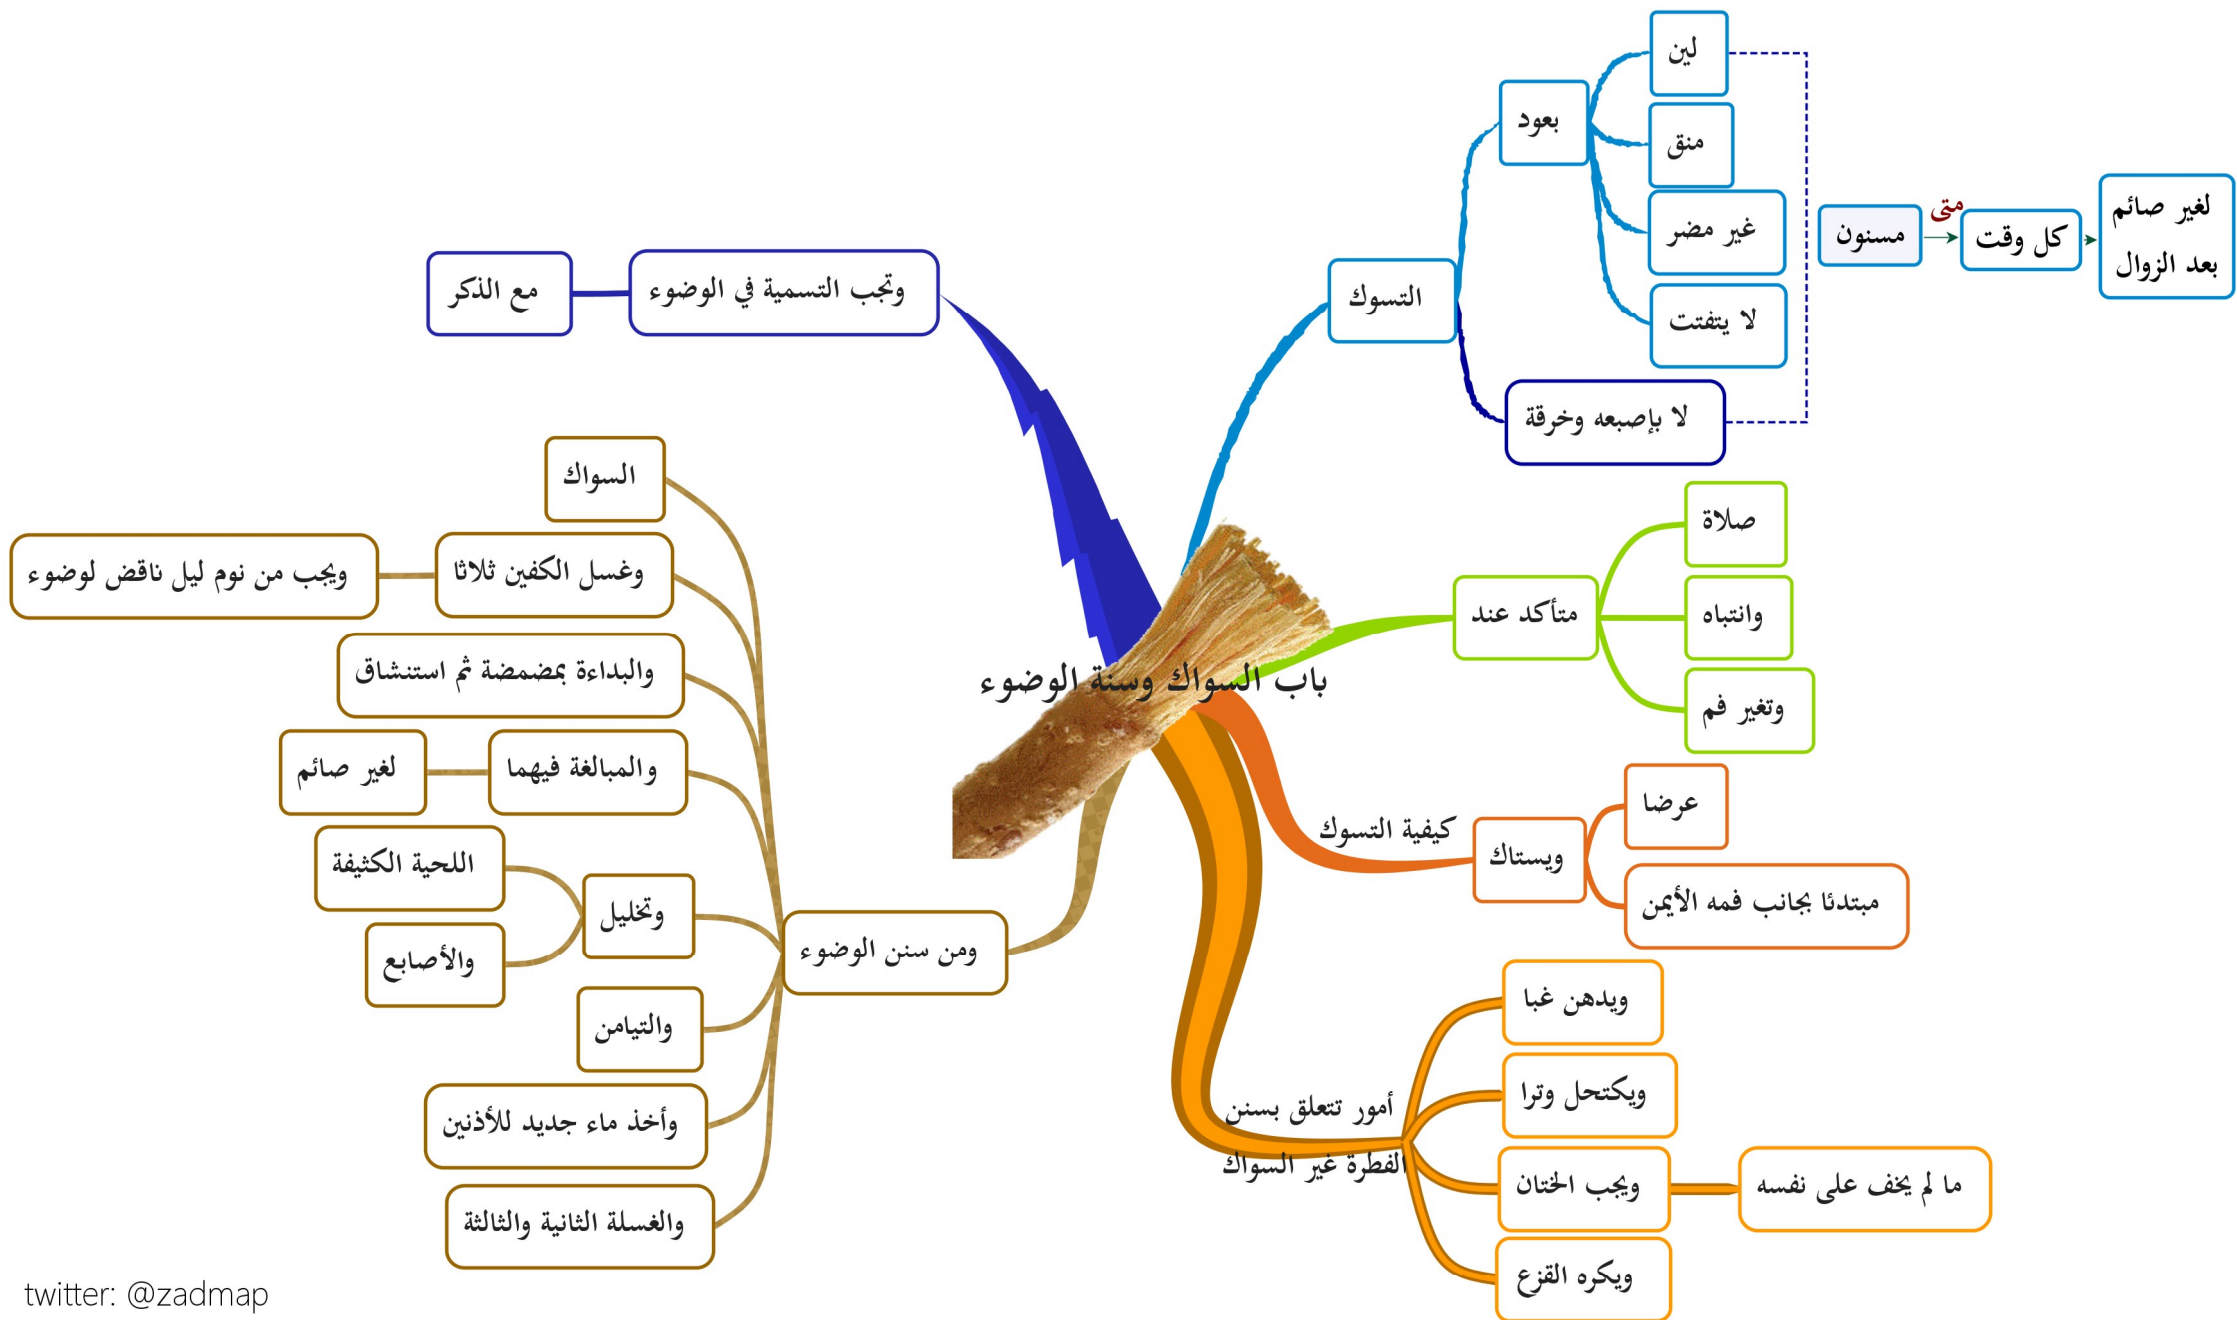 باب السواك وسنة الوضوء
التسوك
بعود
لين
منق
غير مضر
لا يتفتت
لا بإصبعه وخرقة
مسنون
متى
كل وقت
لغير صائم
بعد الزوال
متأكد عند
صلاة
وانتباه
وتغير فم
كيفية التسوك
ويستاك
عرضا
مبتدئا بجانب فمه الأيمن
أمور تتعلق بسنن
الفطرة غير السواك
ويدهن غبا
ويكتحل وترا
ويجب الختان
ما لم يخف على نفسه
ويكره القزع
وتجب التسمية في الوضوء
مع الذكر
ومن سنن الوضوء
السواك
وغسل الكفين ثلاثا
ويجب من نوم ليل ناقض لوضوء
والبداءة بمضمضة ثم استنشاق
والمبالغة فيهما
لغير صائم
وتخليل
اللحية الكثيفة
والأصابع
والتيامن
وأخذ ماء جديد للأذنين
والغسلة الثانية والثالثة
twitter: @zadmap